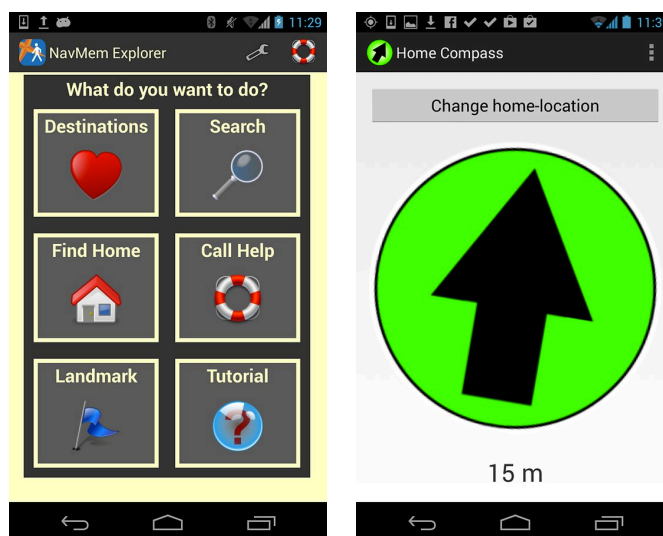 11:29
NavMem Explorer
What do you want to do?
Destinations
Search
Find Home
Call Help
Landmark
Tutorial
11:3
Home Compass
Change home-location
15 m